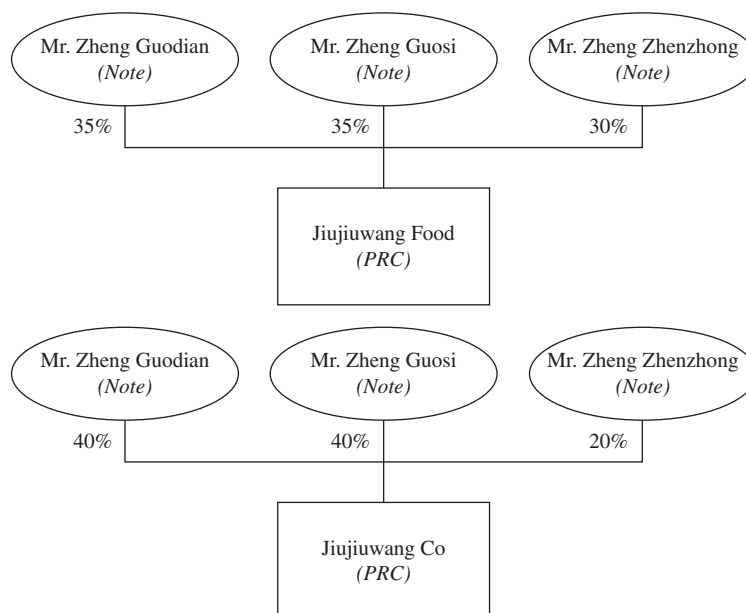 Mr. Zheng Guodian
(Note)
Mr. Zheng Guosi
(Note)
Mr. Zheng Zhenzhong
(Note)
35%
35%
30%
Jiujiuwang Food
(PRC)
Mr. Zheng Guodian
(Note)
Mr. Zheng Guosi
(Note)
Mr. Zheng Zhenzhong
(Note)
40%
40%
20%
Jiujiuwang Co
(PRC)